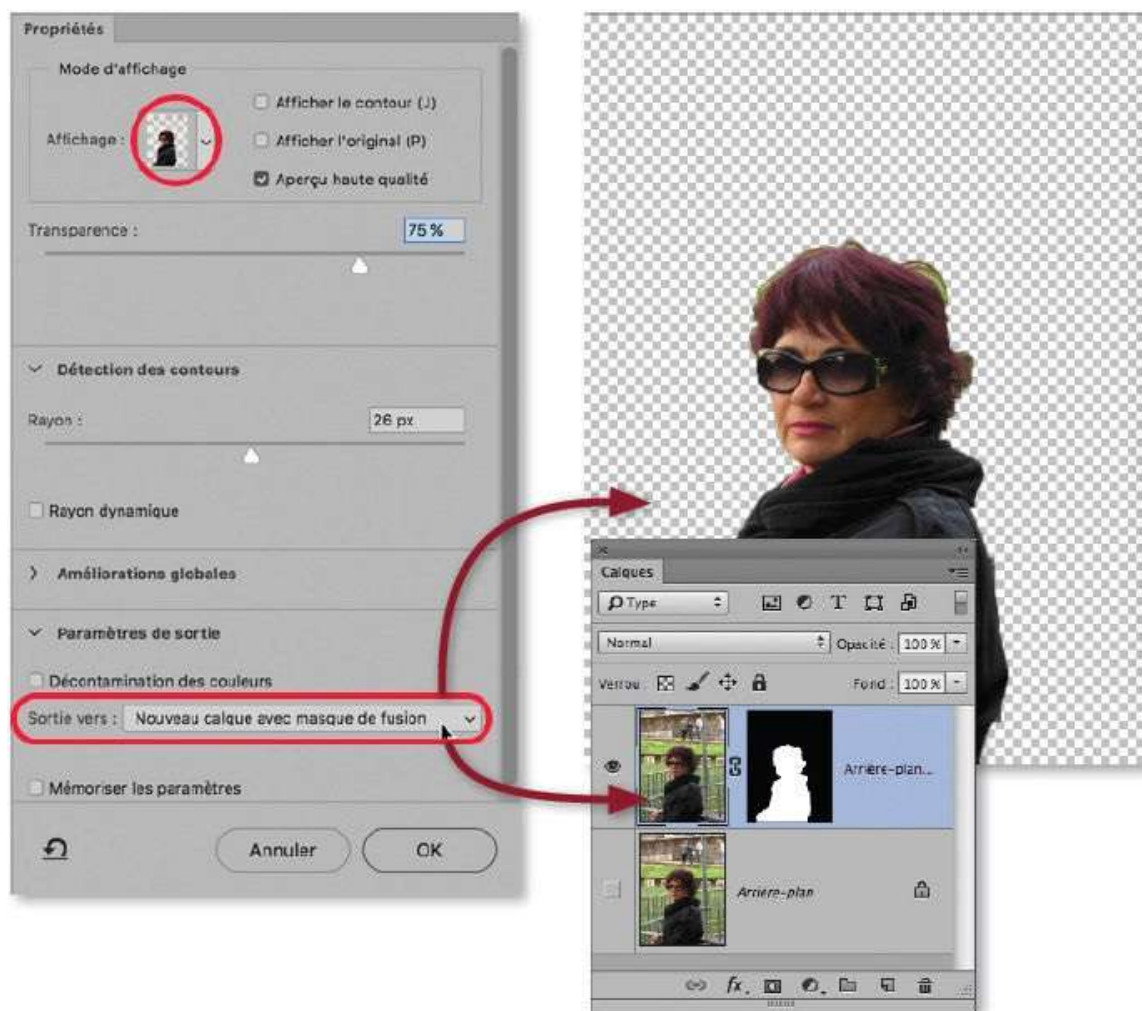 Propriétés
Mode d'affichage
Affichage :
Afficher le contour (J)
Afficher l'original (P)
Aperçu haute qualité
Transparence :
75 %
Détection des contours
Rayon :
26 px
Rayon dynamique
Améliorations globales
Paramètres de sortie
Décontamination des couleurs
Sortie vers : Nouveau calque avec masque de fusion
Mémoriser les paramètres
Annuler
OK
Calques
Type
Normal
Opacité : 100 %
Verrou :
Fond : 100 %
Arrière-plan...
Arrière-plan
fx